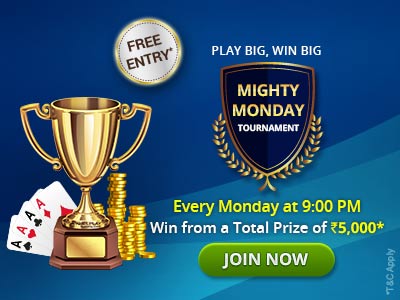 FREE
ENTRY*
PLAY BIG, WIN BIG
MIGHTY
MONDAY
TOURNAMENT
Every Monday at 9:00 PM
Win from a Total Prize of ₹5,000*
JOIN NOW
*T&C Apply
A
A
A
A